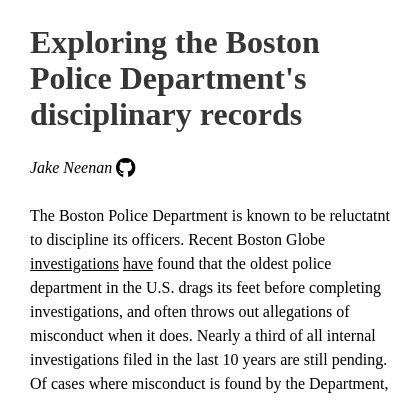 Exploring the Boston
Police Department's
disciplinary records
Jake Neenan
The Boston Police Department is known to be reluctatnt
to discipline its officers. Recent Boston Globe
investigations have found that the oldest police
department in the U.S. drags its feet before completing
investigations, and often throws out allegations of
misconduct when it does. Nearly a third of all internal
investigations filed in the last 10 years are still pending.
Of cases where misconduct is found by the Department,